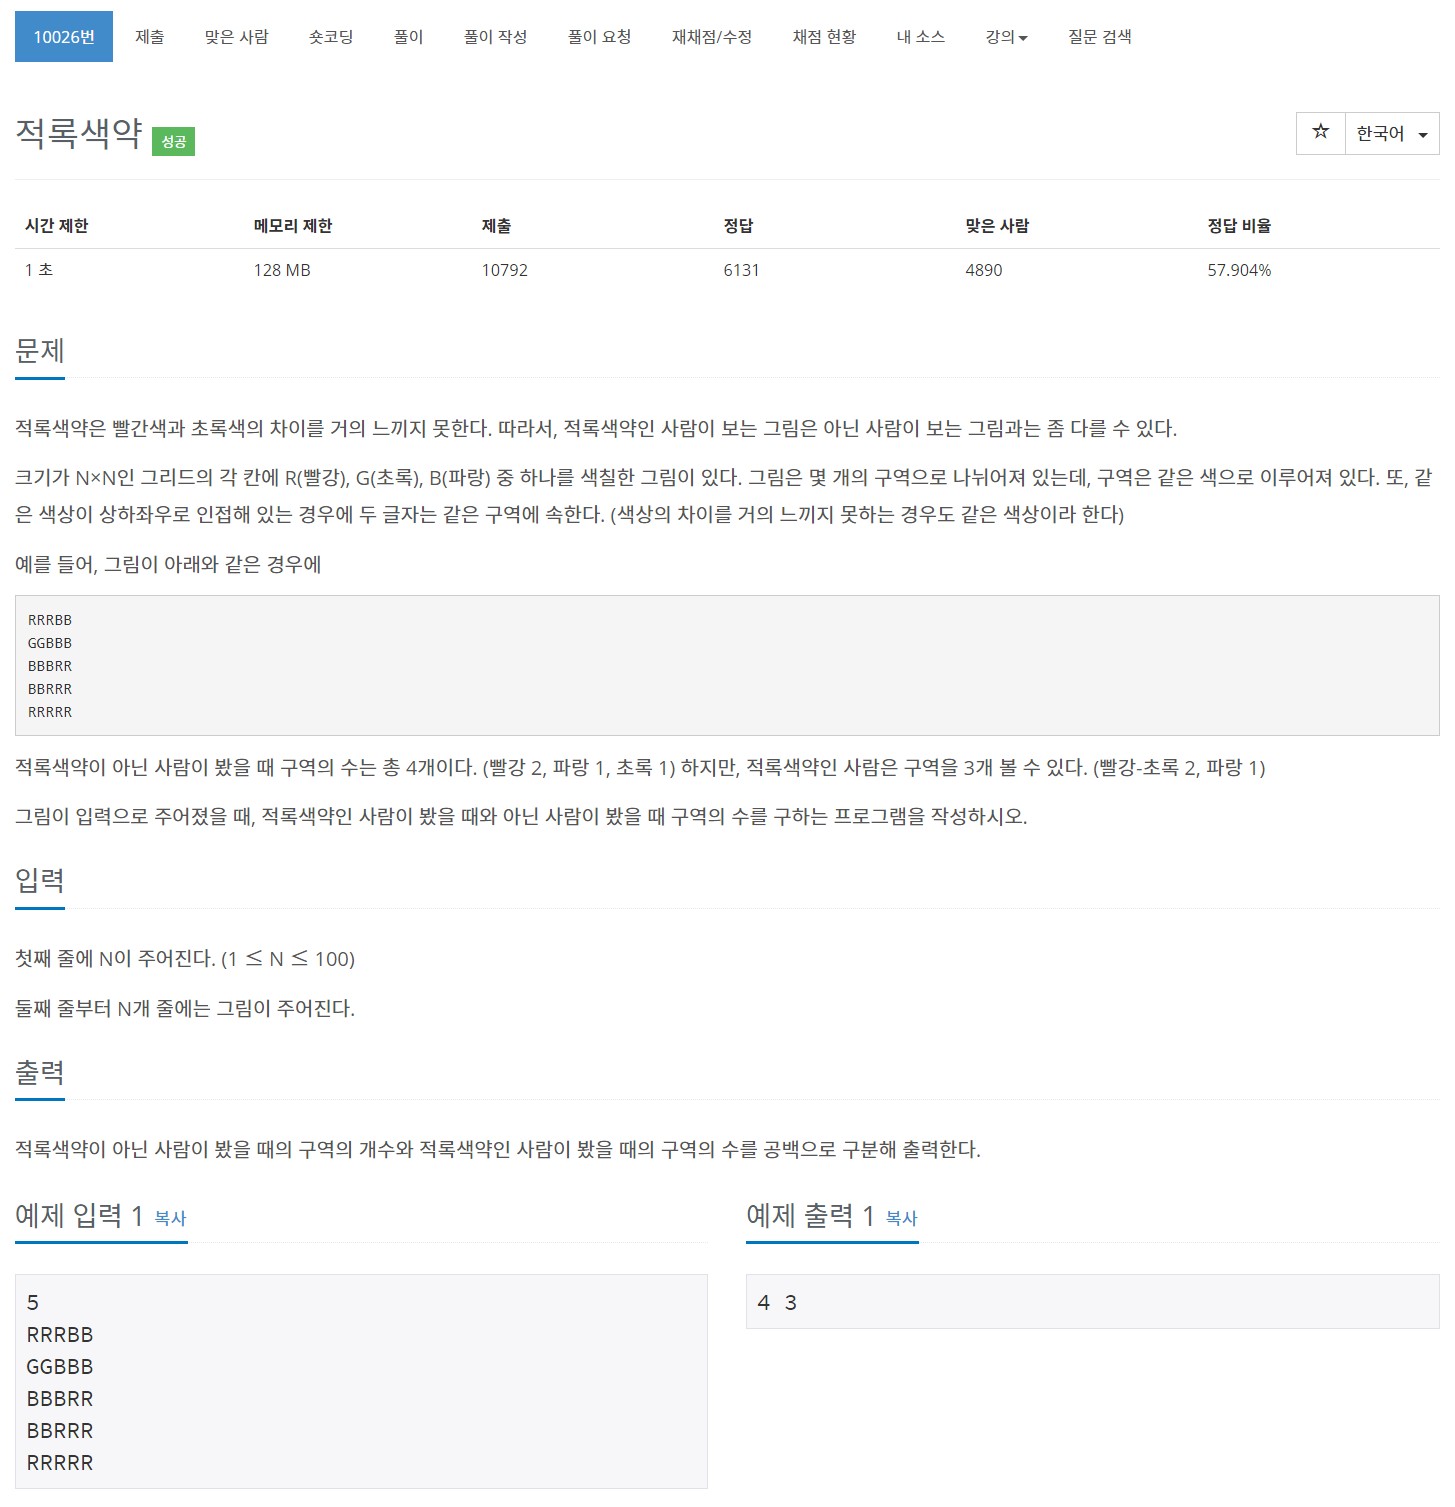 10026번 제출 맞은 사람 숏코딩 풀이 풀이 작성 풀이 요청 재채점/수정 채점 현황 내 소스 강의 질문 검색
적록색약 성공
한국어
시간 제한 메모리 제한 제출 정답 맞은 사람 정답 비율
1 초 128 MB 10792 6131 4890 57.904%
문제
적록색약은 빨간색과 초록색의 차이를 거의 느끼지 못한다. 따라서, 적록색약인 사람이 보는 그림은 아닌 사람이 보는 그림과는 좀 다를 수 있다.
크기가 N×N인 그리드의 각 칸에 R(빨강), G(초록), B(파랑) 중 하나를 색칠한 그림이 있다. 그림은 몇 개의 구역으로 나뉘어져 있는데, 구역은 같은 색으로 이루어져 있다. 또, 같
은 색상이 상하좌우로 인접해 있는 경우에 두 글자는 같은 구역에 속한다. (색상의 차이를 거의 느끼지 못하는 경우도 같은 색상이라 한다)
예를 들어, 그림이 아래와 같은 경우에
RRRBB
GGBBB
BBBRR
BBRRR
RRRRR
적록색약이 아닌 사람이 봤을 때 구역의 수는 총 4개이다. (빨강 2, 파랑 1, 초록 1) 하지만, 적록색약인 사람은 구역을 3개 볼 수 있다. (빨강-초록 2, 파랑 1)
그림이 입력으로 주어졌을 때, 적록색약인 사람이 봤을 때와 아닌 사람이 봤을 때 구역의 수를 구하는 프로그램을 작성하시오.
입력
첫째 줄에 N이 주어진다. (1 ≤ N ≤ 100)
둘째 줄부터 N개 줄에는 그림이 주어진다.
출력
적록색약이 아닌 사람이 봤을 때의 구역의 개수와 적록색약인 사람이 봤을 때의 구역의 수를 공백으로 구분해 출력한다.
예제 입력 1 복사
5
RRRBB
GGBBB
BBBRR
BBRRR
RRRRR
예제 출력 1 복사
4 3